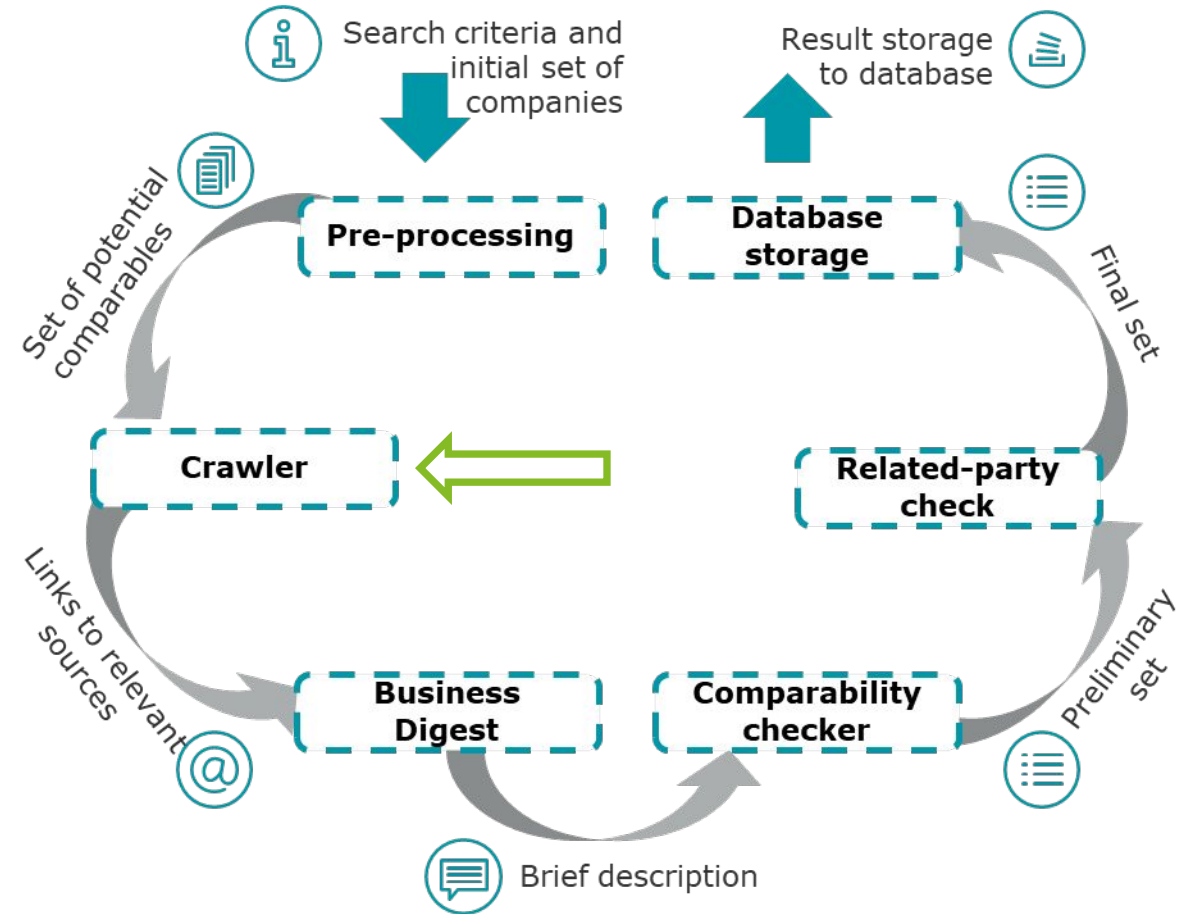 Search criteria and
initial set of
companies
Result storage
to database
Set of potential
comparables
Pre-processing
Database
storage
Final set
Crawler
Related-party
check
Links to relevant
sources
Business
Digest
Comparability
checker
Preliminary
set
@
Brief description